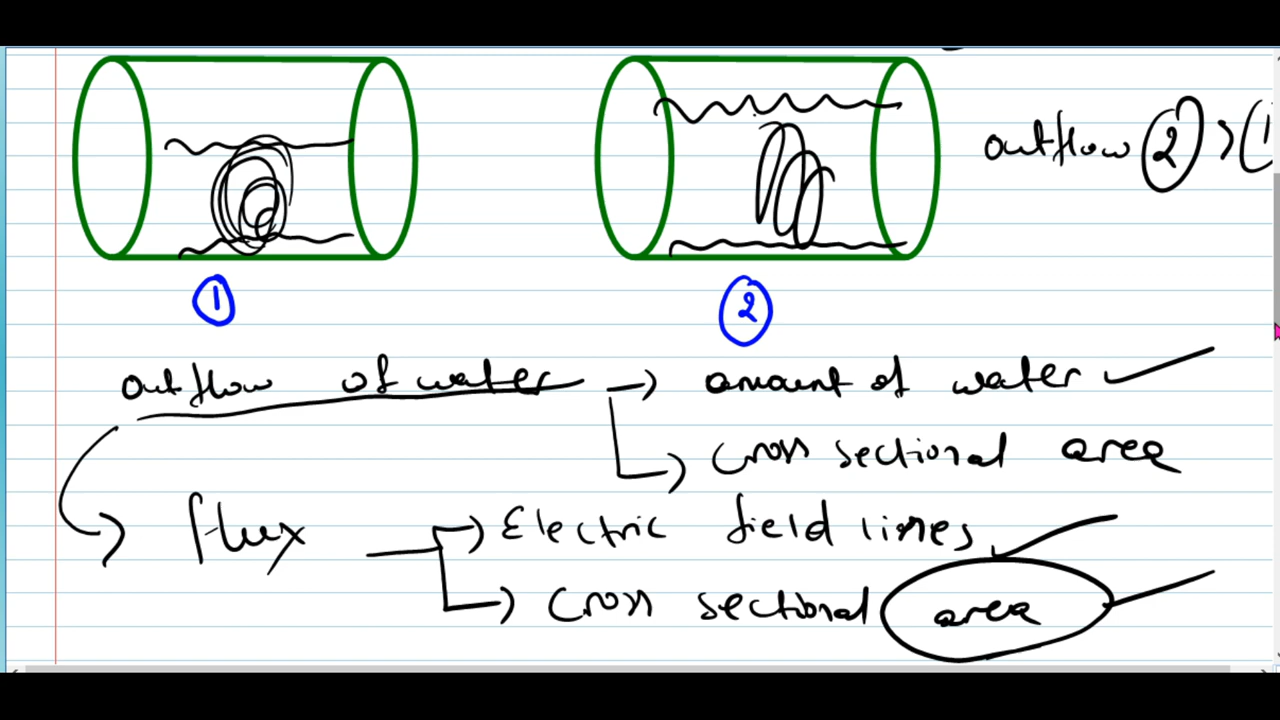 outflow ② > (1
① ②
outflow of water → amount of water ✓
→ cross sectional area
→ flux → Electric field lines ✓
→ cross sectional area